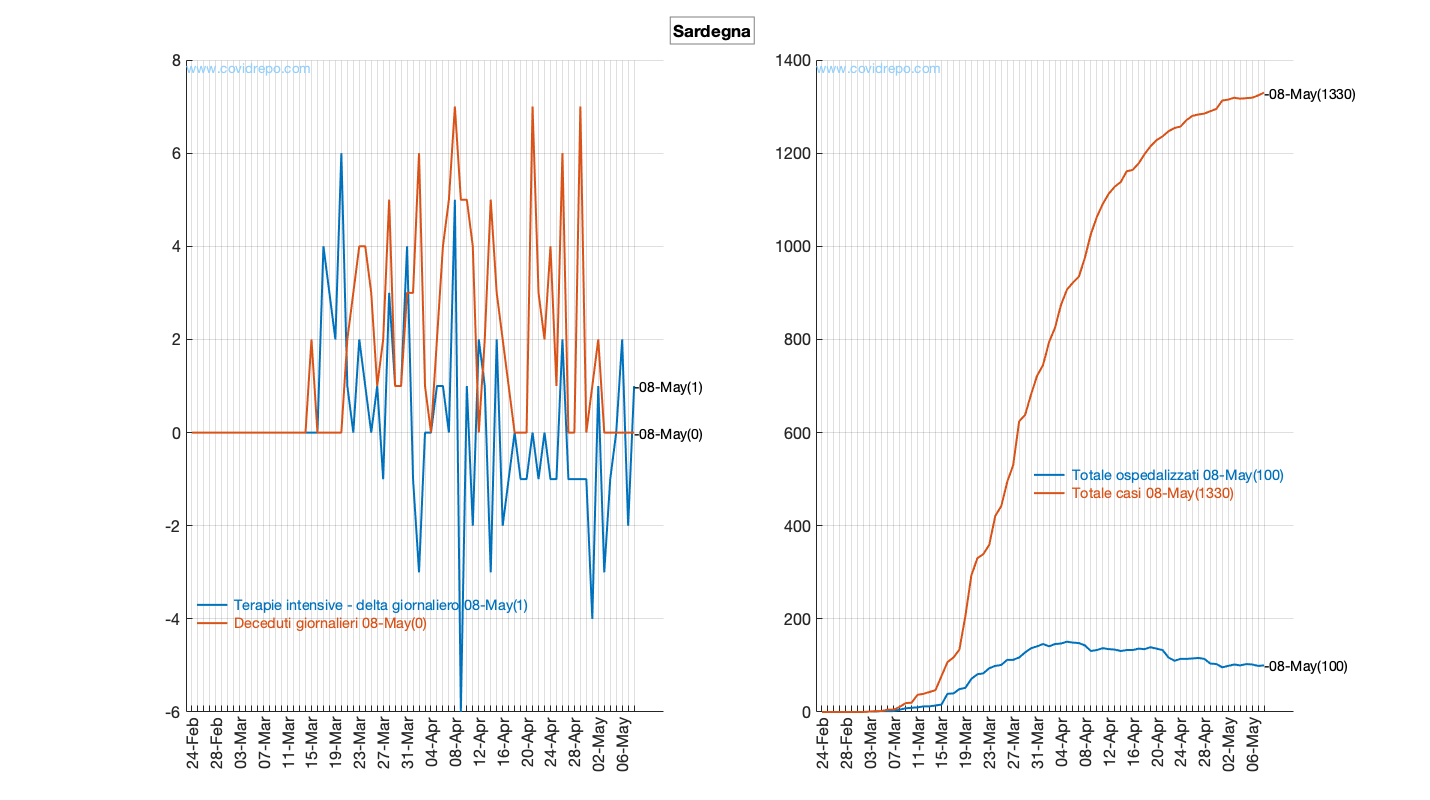 Sardegna
www.covidrepo.com
8
6
4
2
0
-2
-4
-6
-08-May(1)
-08-May(0)
Terapie intensive - delta giornaliero 08-May(1)
Deceduti giornalieri 08-May(0)
24-Feb
28-Feb
03-Mar
07-Mar
11-Mar
15-Mar
19-Mar
23-Mar
27-Mar
31-Mar
04-Apr
08-Apr
12-Apr
16-Apr
20-Apr
24-Apr
28-Apr
02-May
06-May
www.covidrepo.com
1400
1200
1000
800
600
400
200
0
-08-May(1330)
Totale ospedalizzati 08-May(100)
Totale casi 08-May(1330)
-08-May(100)
24-Feb
28-Feb
03-Mar
07-Mar
11-Mar
15-Mar
19-Mar
23-Mar
27-Mar
31-Mar
04-Apr
08-Apr
12-Apr
16-Apr
20-Apr
24-Apr
28-Apr
02-May
06-May